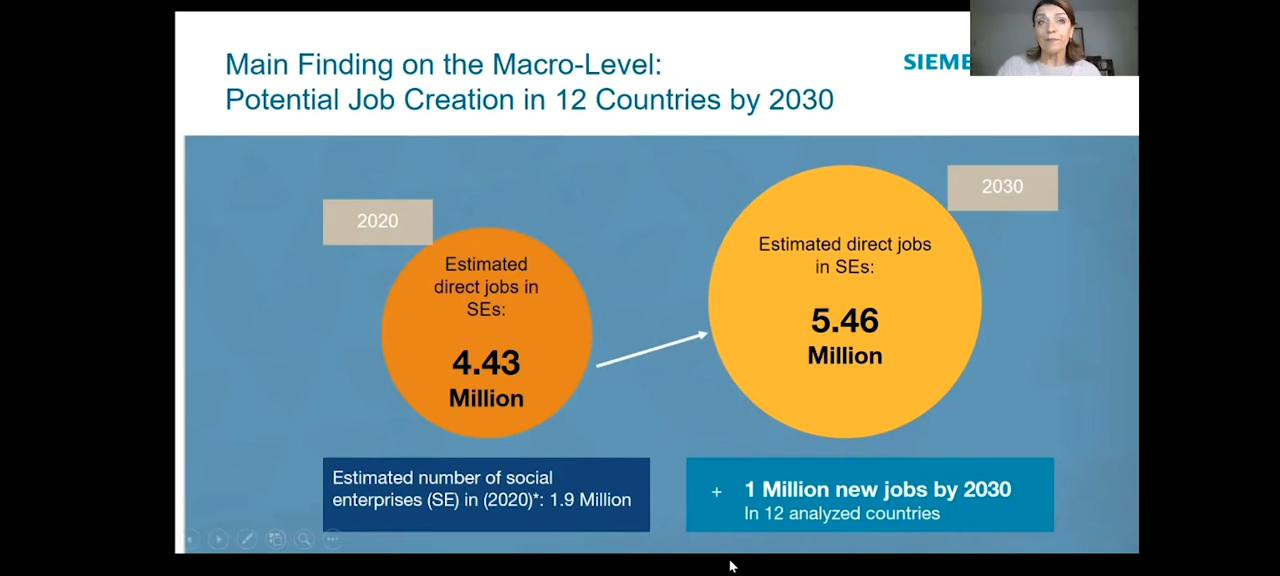 Main Finding on the Macro-Level:
Potential Job Creation in 12 Countries by 2030
SIEME
2020
2030
Estimated
direct jobs in
SEs:
4.43
Million
Estimated direct jobs
in SEs:
5.46
Million
Estimated number of social
enterprises (SE) in (2020)*: 1.9 Million
+ 1 Million new jobs by 2030
In 12 analyzed countries